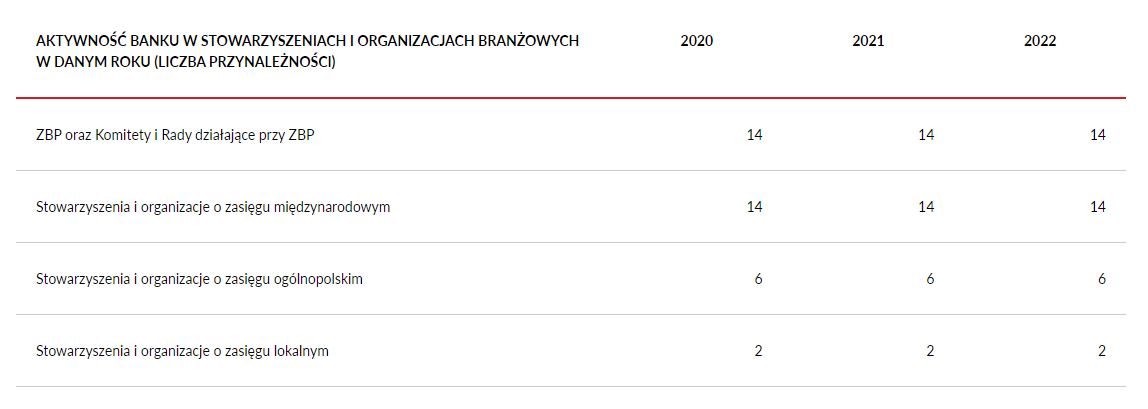 AKTYWNOŚĆ BANKU W STOWARZYSZENIACH I ORGANIZACJACH BRANŻOWYCH 2020 2021 2022
W DANYM ROKU (LICZBA PRZYNALEŻNOŚCI)
ZBP oraz Komitety i Rady działające przy ZBP 14 14 14
Stowarzyszenia i organizacje o zasięgu międzynarodowym 14 14 14
Stowarzyszenia i organizacje o zasięgu ogólnopolskim 6 6 6
Stowarzyszenia i organizacje o zasięgu lokalnym 2 2 2